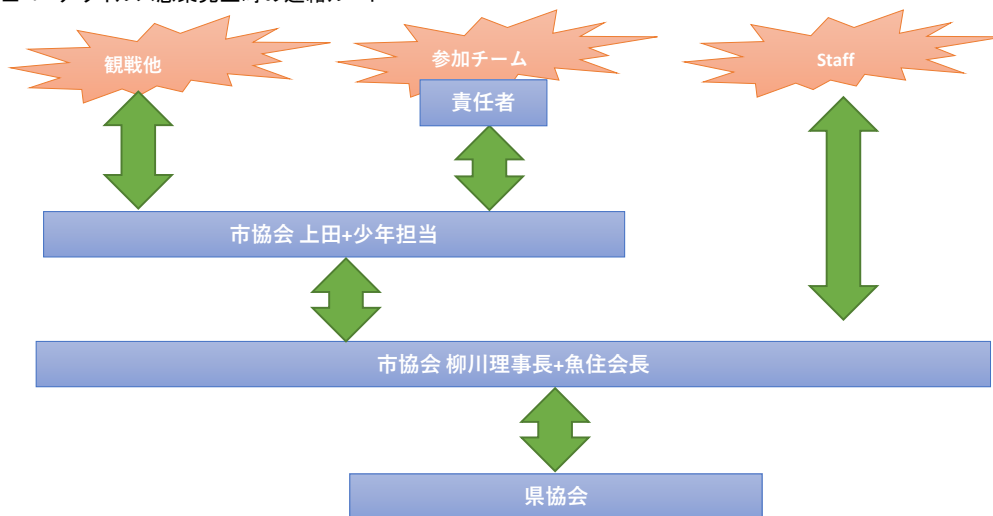 観戦他
参加チーム
Staff
責任者
市協会 上田+少年担当
市協会 柳川理事長+魚住会長
県協会